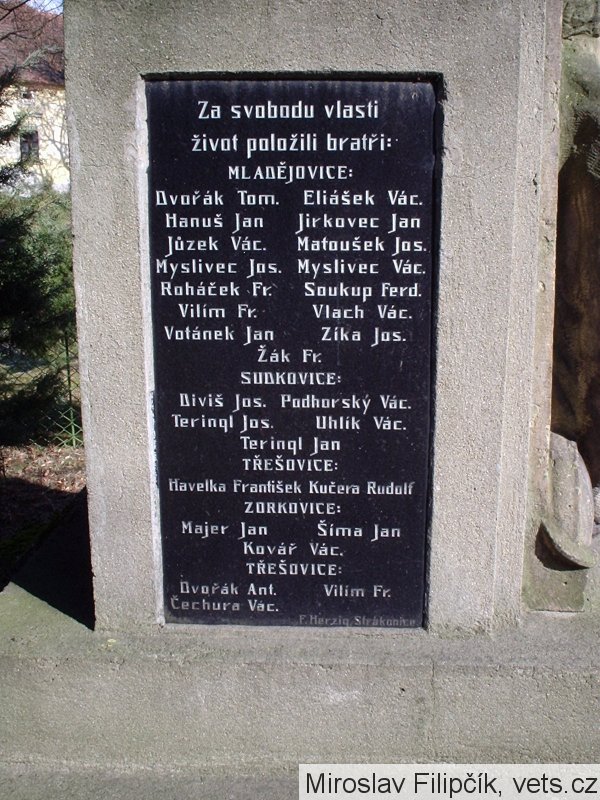 Za svobodu vlasti
život položili bratři:
MLADĚJOVICE:
Dvořák Tom. Eliášek Vác.
Hanuš Jan Jirkovec Jan
Jůzek Vác. Matoušek Jos.
Myslivec Jos. Myslivec Vác.
Roháček Fr. Soukup Ferd.
Vilím Fr. Vlach Vác.
Votánek Jan Zíka Jos.
Žák Fr.
SUDKOVICE:
Diviš Jos. Podhorský Vác.
Teringl Jos. Uhlík Vác.
Teringl Jan
TŘEŠOVICE:
Havelka František Kučera Rudolf
ZORKOVICE:
Majer Jan Šíma Jan
Kovář Vác.
TŘEŠOVICE:
Dvořák Ant. Vilím Fr.
Čechura Vác.
F. Herzig, Strakonice
Miroslav Filipčík, vets.cz